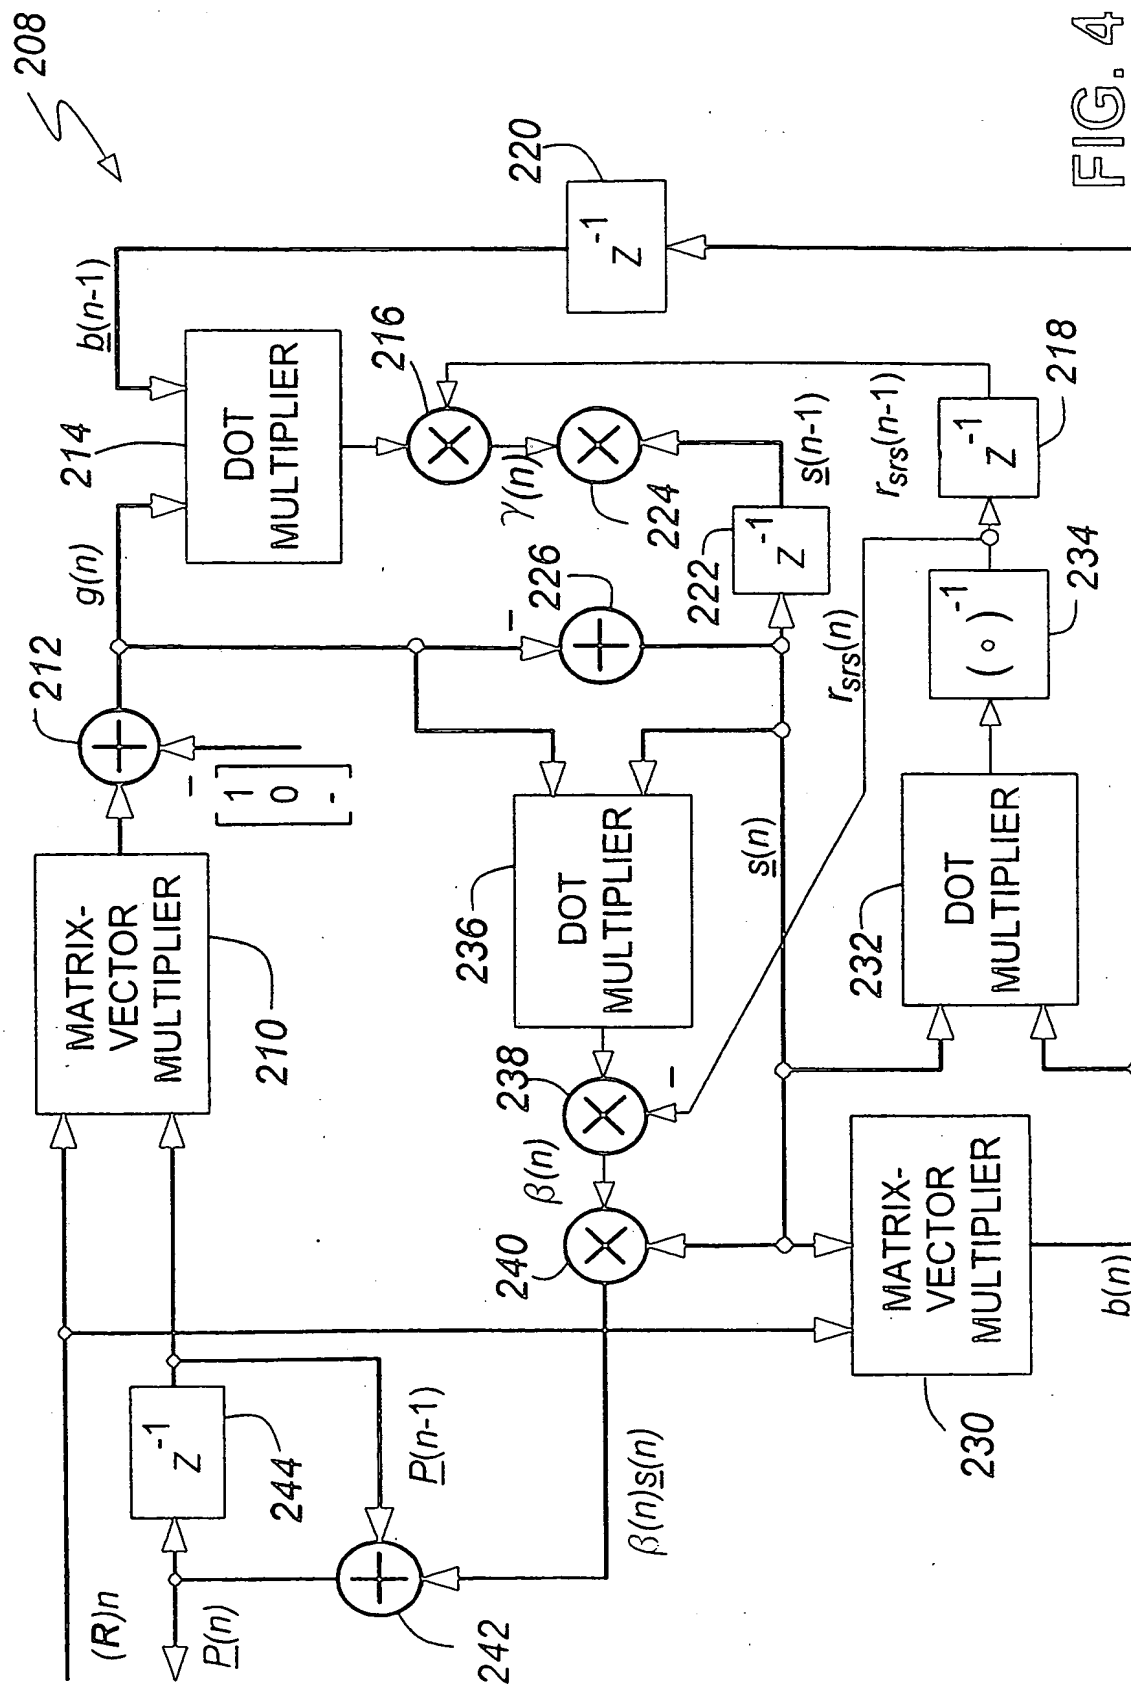 208
(R)n
P(n)
z-1
244
P(n-1)
242
β(n)s(n)
MATRIX-
VECTOR
MULTIPLIER
210
212
-
1
0
-
g(n)
214
DOT
MULTIPLIER
b(n-1)
216
γ(n)
224
226
-
220
z-1
236
DOT
MULTIPLIER
238
-
β(n)
240
s(n)
222
z-1
s(n-1)
rsrs(n)
rsrs(n-1)
218
z-1
234
( ∘ )-1
232
DOT
MULTIPLIER
MATRIX-
VECTOR
MULTIPLIER
230
b(n)
FIG. 4